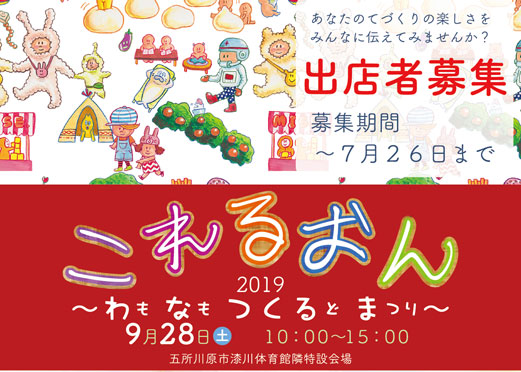 あなたのてづくりの楽しさを
みんなに伝えてみませんか？
出店者募集
募集期間
～７月２６日まで
これるおん
2019
～わも なも つくるど まつり～
9月28日土 10：00～15：00
五所川原市漆川体育館隣特設会場